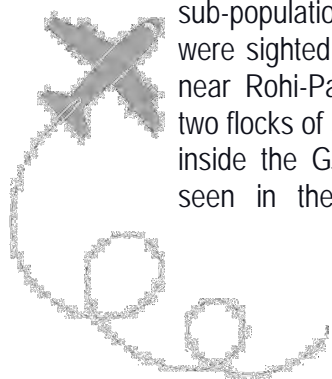 sub-populatio
were sighted
near Rohi-Pa
two flocks of
inside the G
seen in the